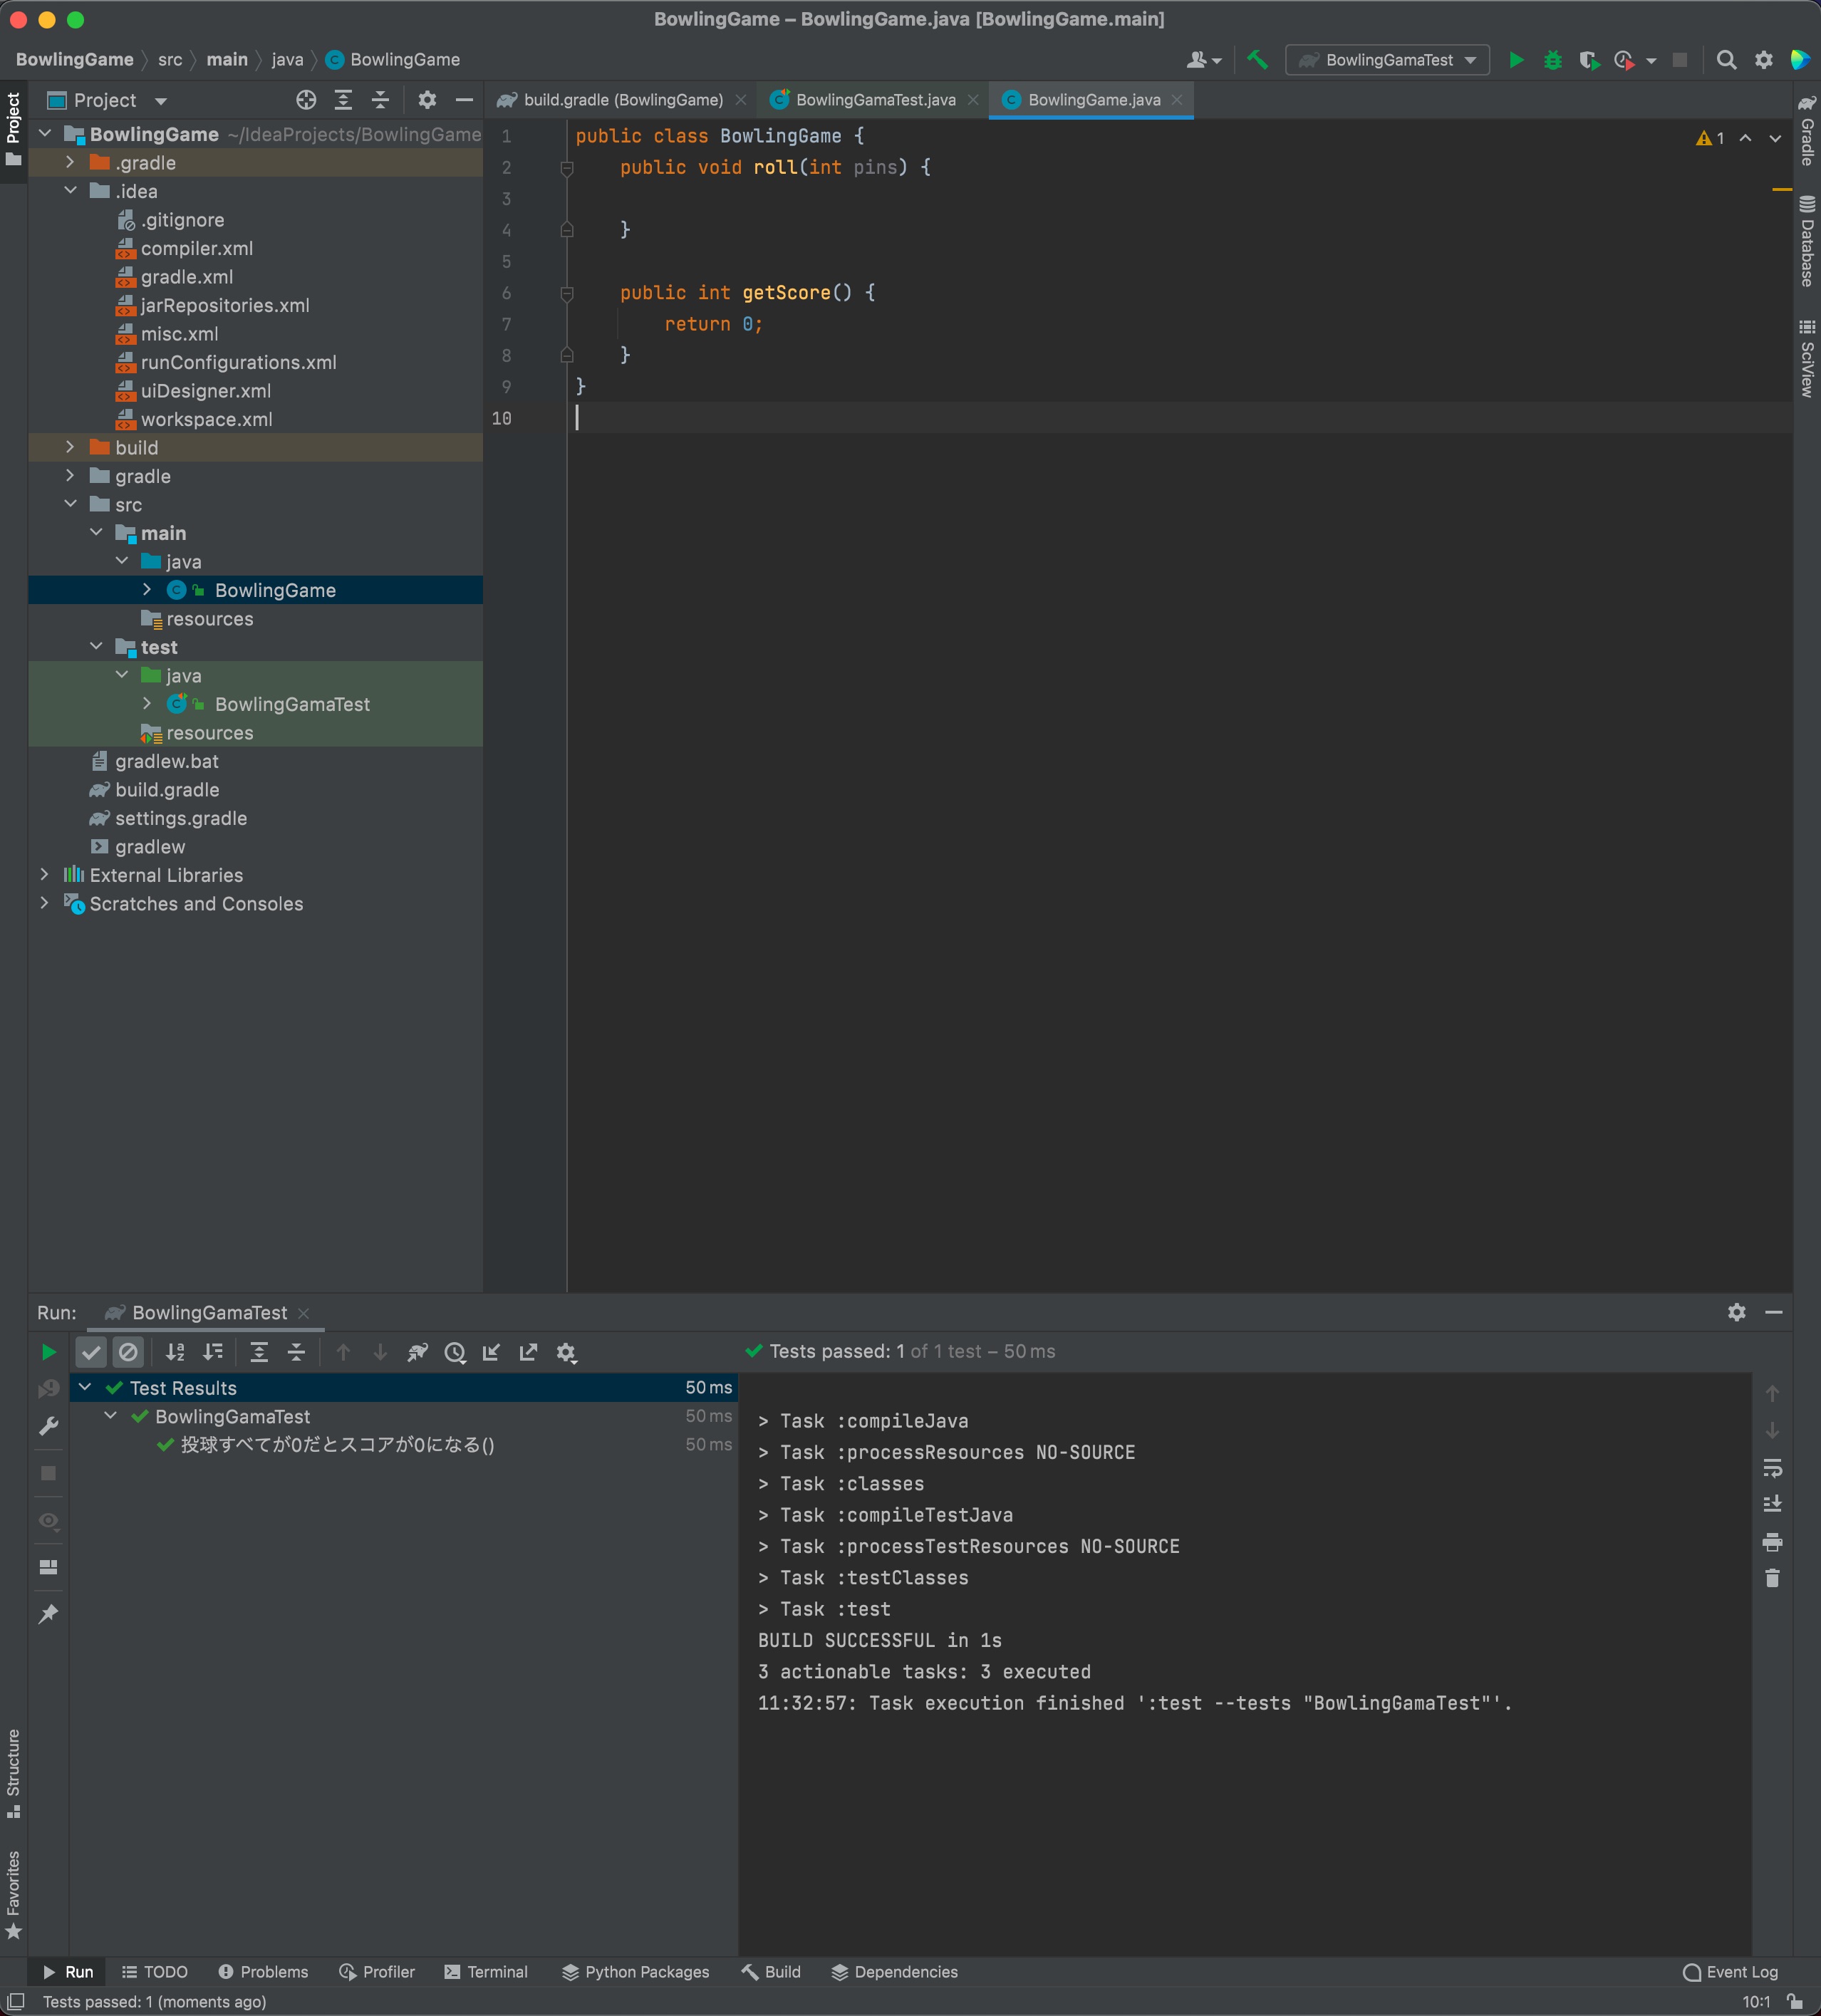 BowlingGame – BowlingGame.java [BowlingGame.main]
BowlingGame src main java BowlingGame
BowlingGamaTest
Project
Project
build.gradle (BowlingGame)
BowlingGamaTest.java
BowlingGame.java
BowlingGame ~/IdeaProjects/BowlingGame
.gradle
.idea
.gitignore
compiler.xml
gradle.xml
jarRepositories.xml
misc.xml
runConfigurations.xml
uiDesigner.xml
workspace.xml
build
gradle
src
main
java
BowlingGame
resources
test
java
BowlingGamaTest
resources
gradlew.bat
build.gradle
settings.gradle
gradlew
External Libraries
Scratches and Consoles
1 public class BowlingGame {
2 public void roll(int pins) {
3
4 }
5
6 public int getScore() {
7 return 0;
8 }
9 }
10
1
Gradle
Database
SciView
Run: BowlingGamaTest
Tests passed: 1 of 1 test – 50 ms
Test Results 50 ms
BowlingGamaTest 50 ms
投球すべてが0だとスコアが0になる() 50 ms
> Task :compileJava
> Task :processResources NO-SOURCE
> Task :classes
> Task :compileTestJava
> Task :processTestResources NO-SOURCE
> Task :testClasses
> Task :test
BUILD SUCCESSFUL in 1s
3 actionable tasks: 3 executed
11:32:57: Task execution finished ':test --tests "BowlingGamaTest"'.
Structure
Favorites
Run TODO Problems Profiler Terminal Python Packages Build Dependencies Event Log
Tests passed: 1 (moments ago) 10:1